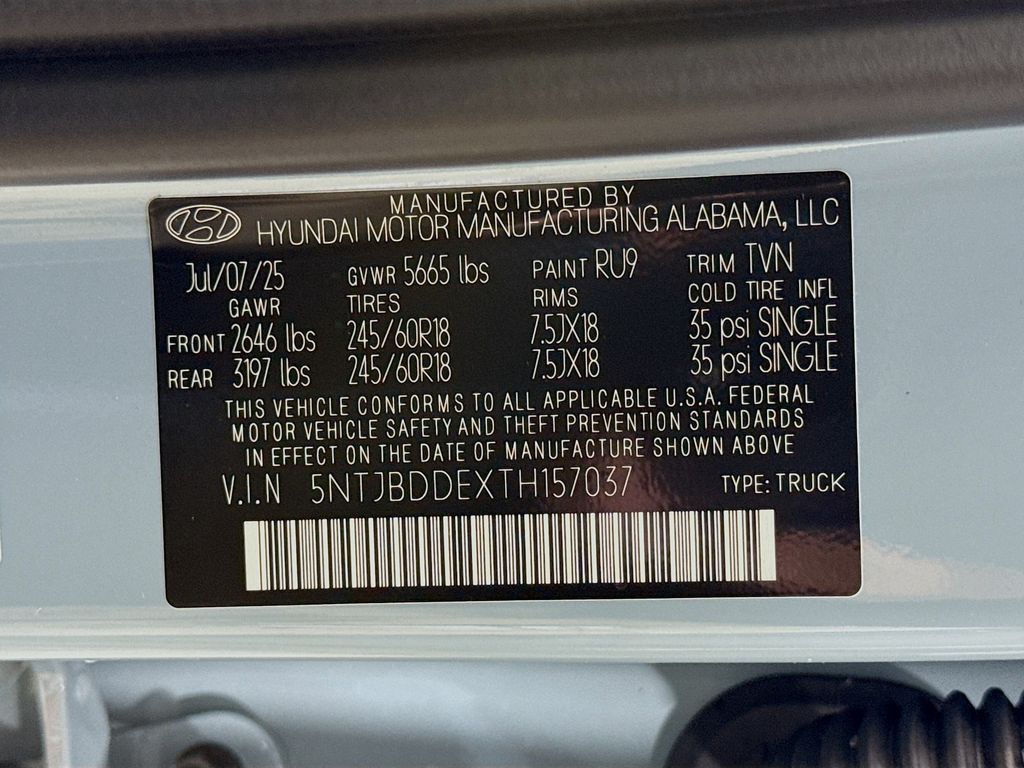 MANUFACTURED BY
HYUNDAI MOTOR MANUFACTURING ALABAMA, LLC
Jul/07/25 GVWR 5665 lbs PAINT RU9 TRIM TVN
GAWR TIRES RIMS COLD TIRE INFL
FRONT 2646 lbs 245/60R18 7.5JX18 35 psi SINGLE
REAR 3197 lbs 245/60R18 7.5JX18 35 psi SINGLE
THIS VEHICLE CONFORMS TO ALL APPLICABLE U.S.A. FEDERAL
MOTOR VEHICLE SAFETY AND THEFT PREVENTION STANDARDS
IN EFFECT ON THE DATE OF MANUFACTURE SHOWN ABOVE
V.I.N 5NTJBDDEXTH157037 TYPE: TRUCK